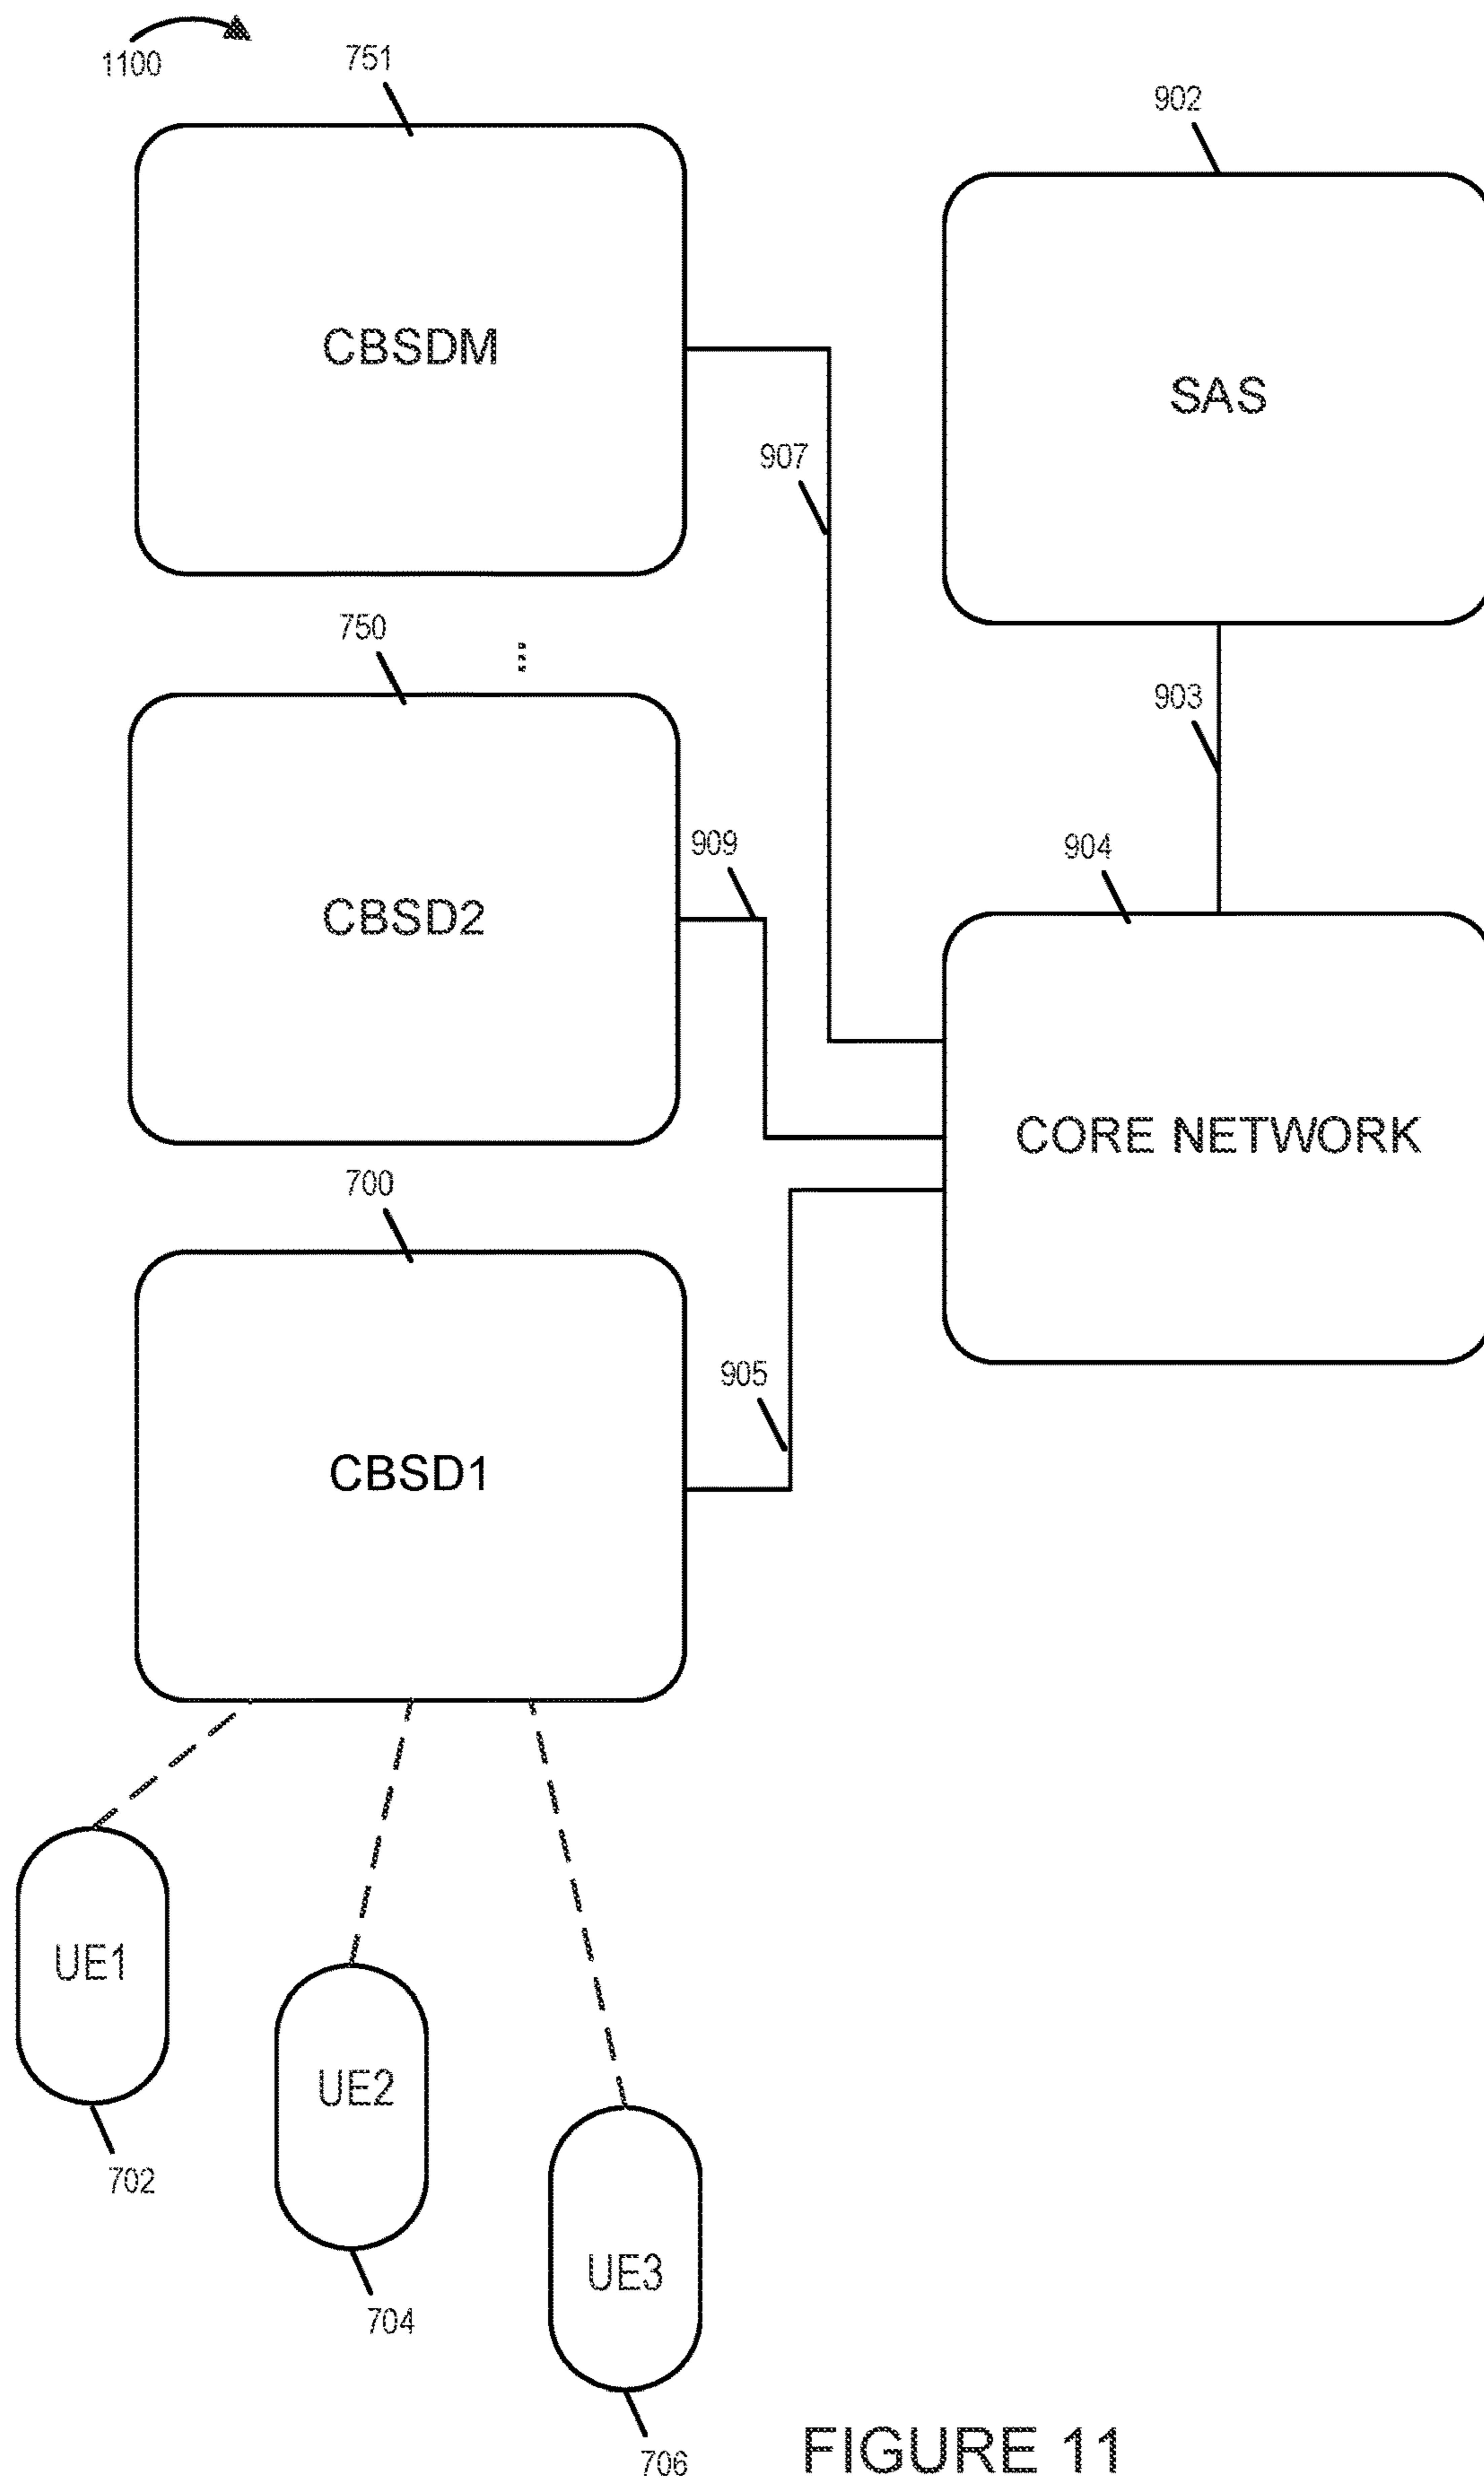 1100
751
902
CBSDM
SAS
907
750
903
909
904
CBSD2
CORE NETWORK
700
905
CBSD1
UE1
UE2
702
UE3
704
706
FIGURE 11